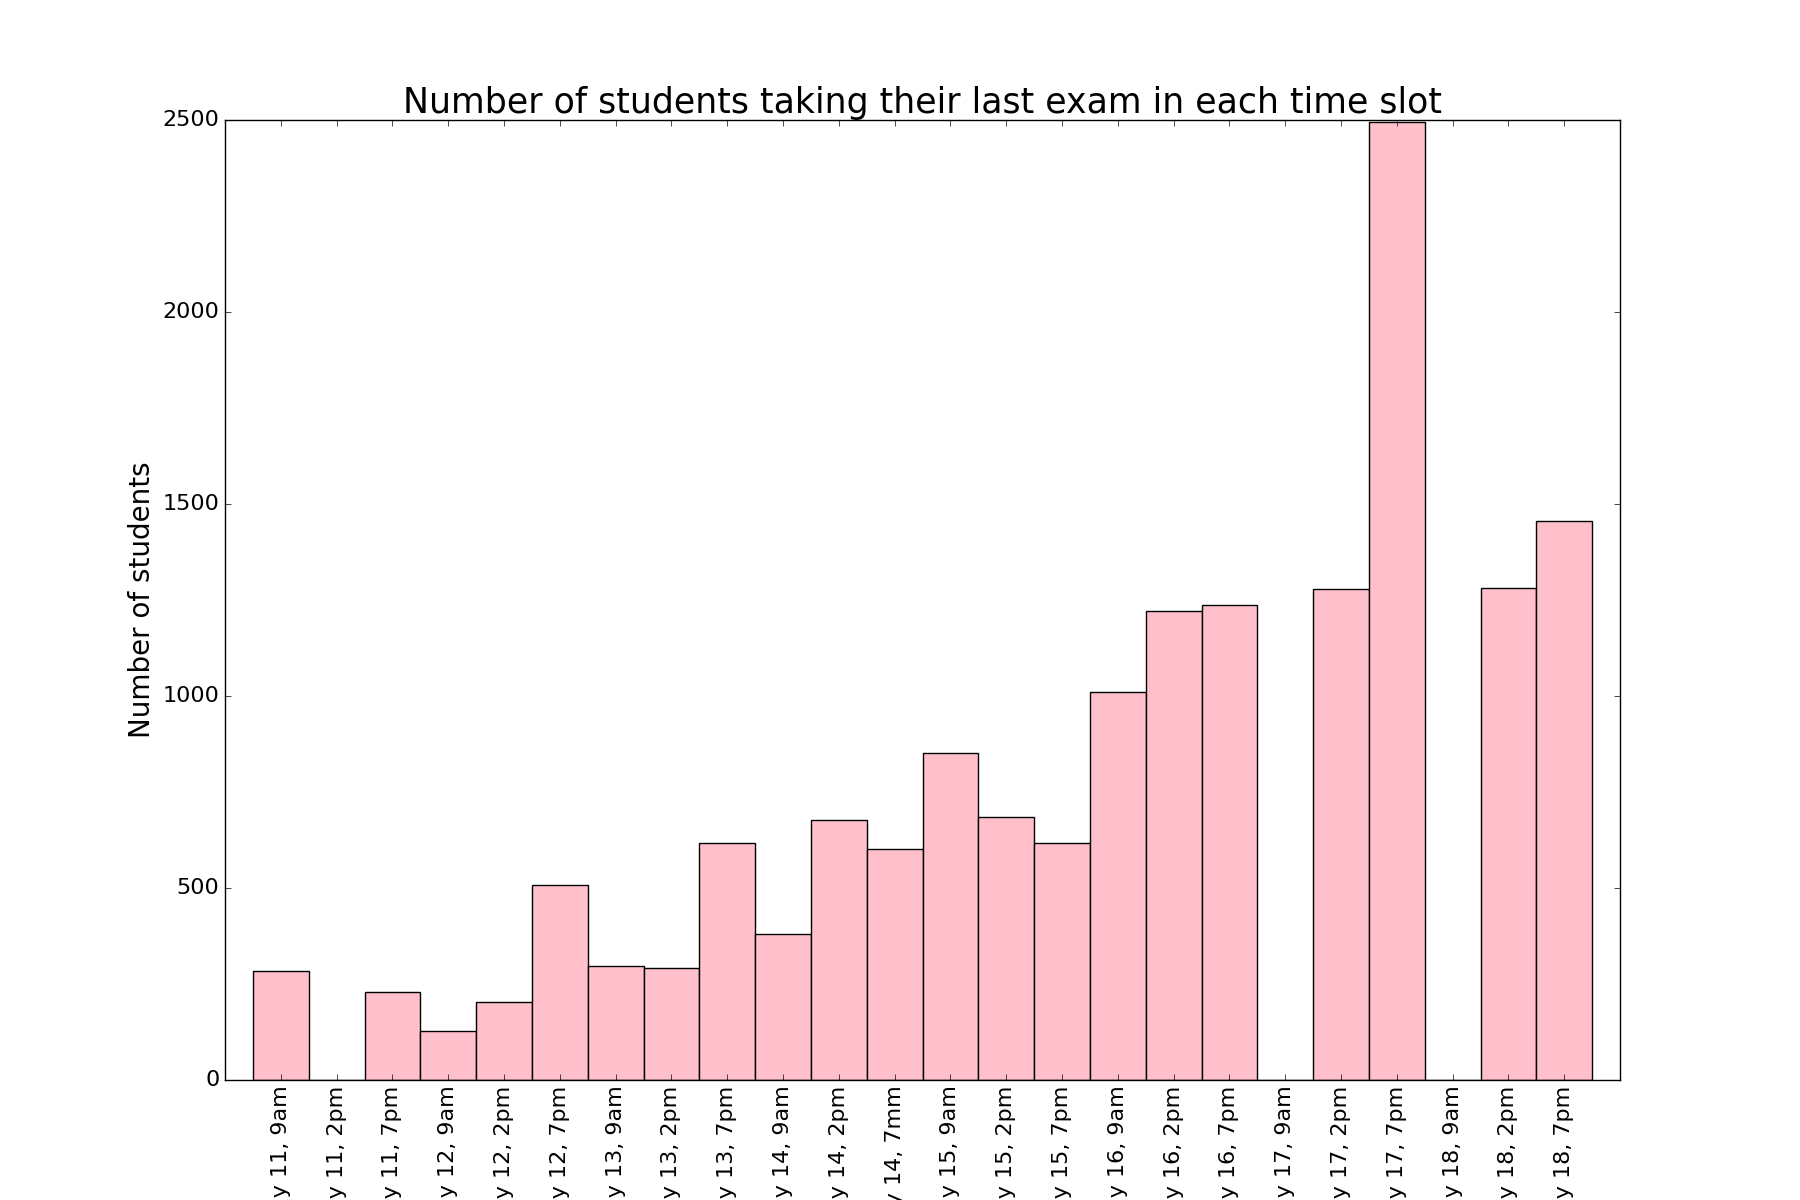 Number of students taking their last exam in each time slot
Number of students
2500
2000
1500
1000
500
0
y 11, 9am
y 11, 2pm
y 11, 7pm
y 12, 9am
y 12, 2pm
y 12, 7pm
y 13, 9am
y 13, 2pm
y 13, 7pm
y 14, 9am
y 14, 2pm
y 14, 7mm
y 15, 9am
y 15, 2pm
y 15, 7pm
y 16, 9am
y 16, 2pm
y 16, 7pm
y 17, 9am
y 17, 2pm
y 17, 7pm
y 18, 9am
y 18, 2pm
y 18, 7pm